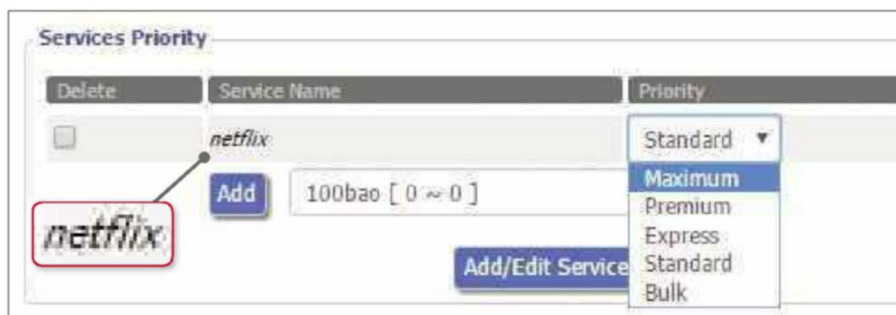 Services Priority
Delete Service Name Priority
netflix Standard
Add 100bao [ 0 ~ 0 ]
Maximum
Premium
Express
Standard
Bulk
netflix
Add/Edit Service